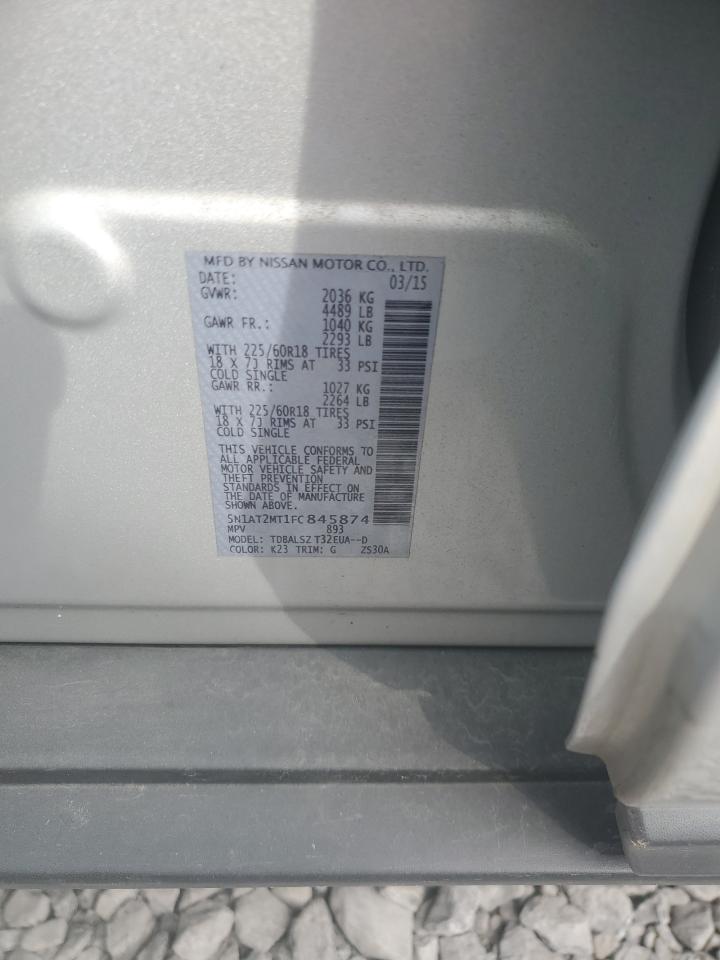 MFD BY NISSAN MOTOR CO., LTD.
DATE: 03/15
GVWR: 2036 KG
4489 LB
GAWR FR.: 1040 KG
2293 LB
WITH 225/60R18 TIRES
18 X 7J RIMS AT 33 PSI
COLD SINGLE
GAWR RR.: 1027 KG
2264 LB
WITH 225/60R18 TIRES
18 X 7J RIMS AT 33 PSI
COLD SINGLE
THIS VEHICLE CONFORMS TO
ALL APPLICABLE FEDERAL
MOTOR VEHICLE SAFETY AND
THEFT PREVENTION
STANDARDS IN EFFECT ON
THE DATE OF MANUFACTURE
SHOWN ABOVE.
5N1AT2MT1FC845874
MPV 893
MODEL: TDBALSZ T32EUA--D
COLOR: K23 TRIM: G ZS30A